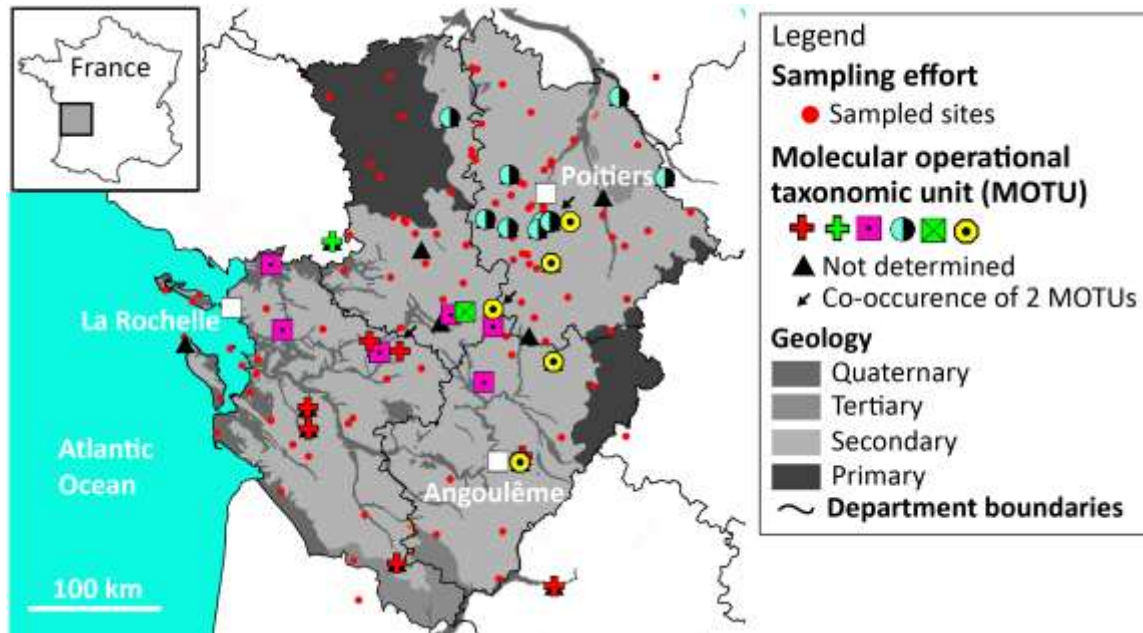 France
Poitiers
La Rochelle
Atlantic
Ocean
Angoulême
100 km
Legend
Sampling effort
Sampled sites
Molecular operational
taxonomic unit (MOTU)
Not determined
Co-occurence of 2 MOTUs
Geology
Quaternary
Tertiary
Secondary
Primary
Department boundaries